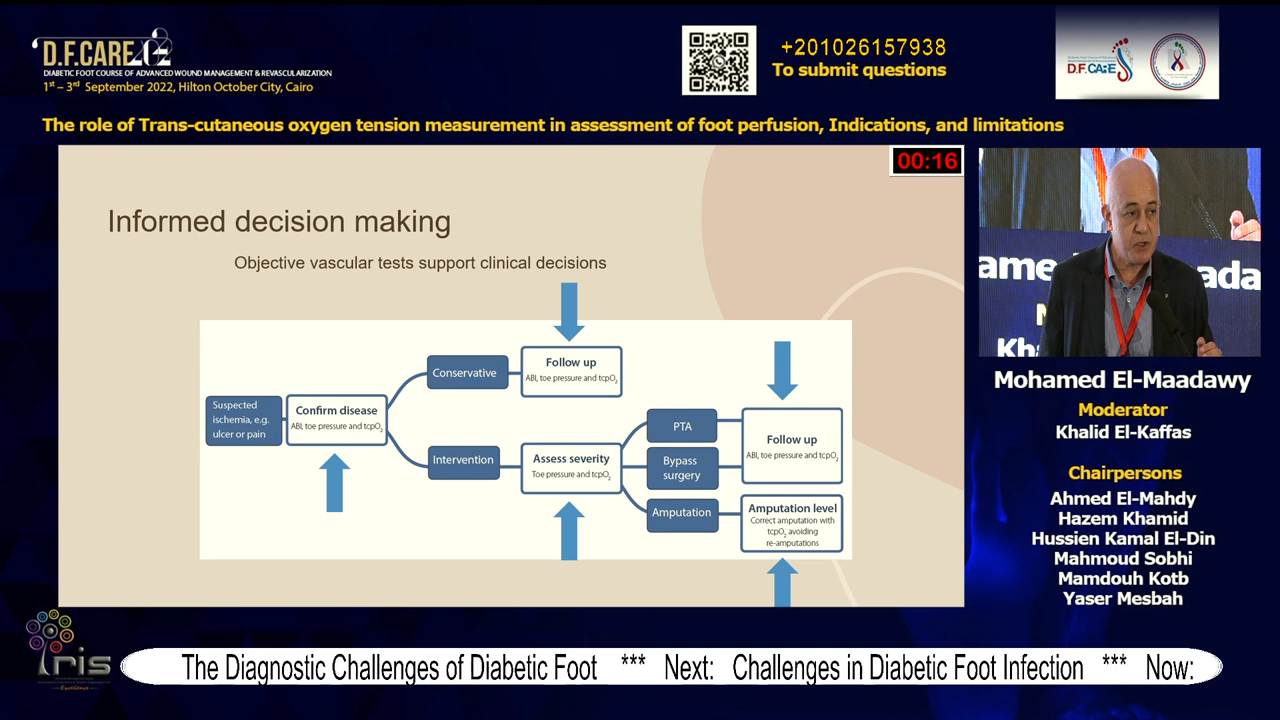 D.F.CARE
DIABETIC FOOT COURSE OF ADVANCED WOUND MANAGEMENT & REVASCULARIZATION
1st – 3rd September 2022, Hilton October City, Cairo
+201026157938
To submit questions
D.F.CARE
The role of Trans-cutaneous oxygen tension measurement in assessment of foot perfusion, Indications, and limitations
00:16
Informed decision making
Objective vascular tests support clinical decisions
Suspected
ischemia, e.g.
ulcer or pain
Confirm disease
ABI, toe pressure and tcpO2
Conservative
Follow up
ABI, toe pressure and tcpO2
Intervention
Assess severity
Toe pressure and tcpO2
PTA
Bypass
surgery
Amputation
Follow up
ABI, toe pressure and tcpO2
Amputation level
Correct amputation with
tcpO2 avoiding
re-amputations
Mohamed El-Maadawy
Moderator
Khalid El-Kaffas
Chairpersons
Ahmed El-Mahdy
Hazem Khamid
Hussien Kamal El-Din
Mahmoud Sobhi
Mamdouh Kotb
Yaser Mesbah
iris
Excellence
The Diagnostic Challenges of Diabetic Foot *** Next: Challenges in Diabetic Foot Infection *** Now: